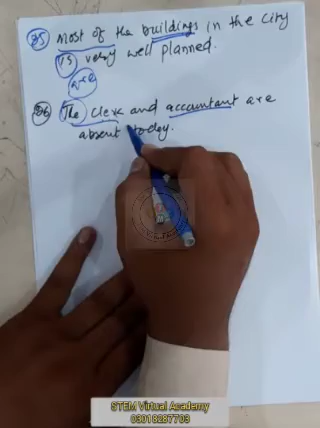 85 Most of the buildings in the City
is very well planned.
are
86 The Clerk and accountant are
absent today.
STEM Virtual Academy
03018287703